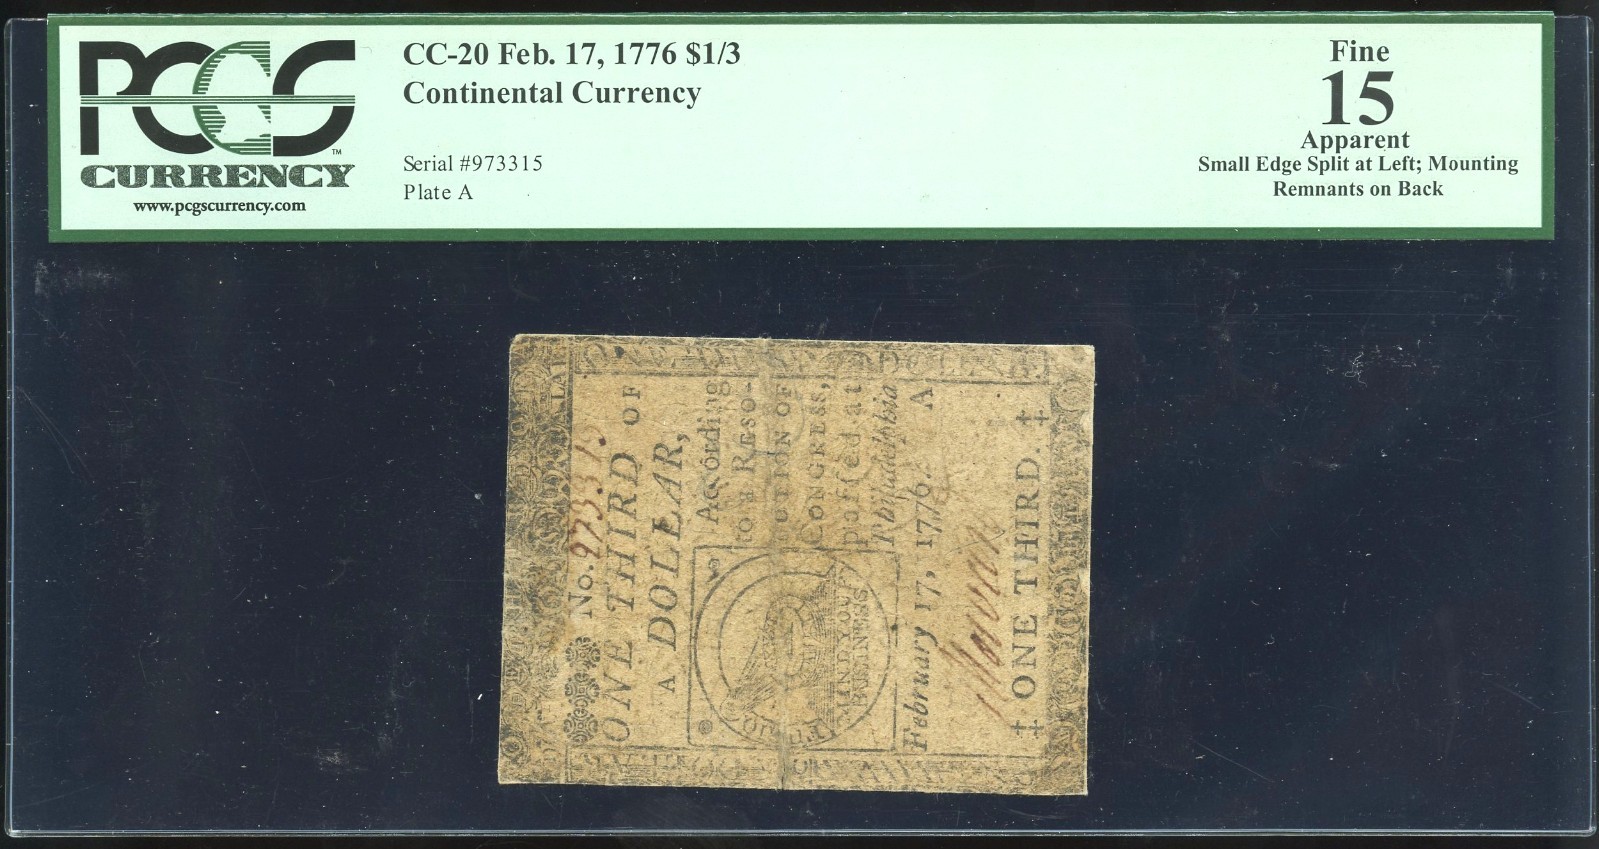 PCGS
CURRENCY
TM
www.pcgscurrency.com
CC-20 Feb. 17, 1776 $1/3
Continental Currency
Serial #973315
Plate A
Fine
15
Apparent
Small Edge Split at Left; Mounting
Remnants on Back
No. 973315
ONE THIRD OF
A DOLLAR,
According
to a RESO-
LUTION OF
CONGRESS,
paſſed at
Philadelphia
February 17, 1776. A
FUGIO
MIND YOUR
BUSINESS
ONE THIRD.